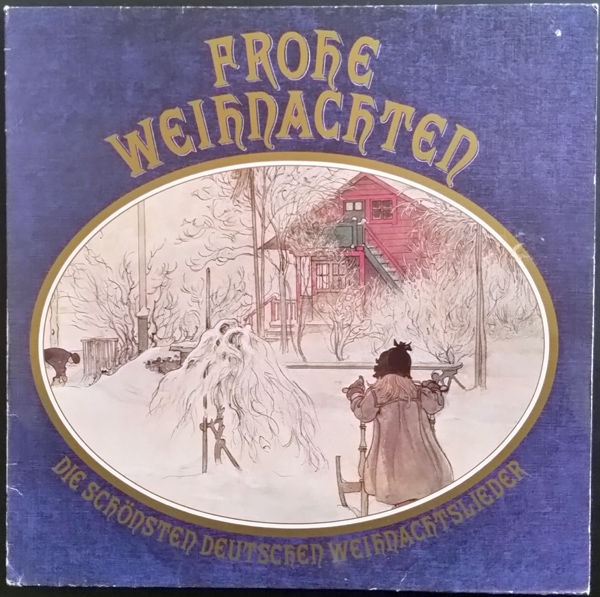 FROHE
WEIHNACHTEN
DIE SCHÖNSTEN DEUTSCHEN WEIHNACHTSLIEDER